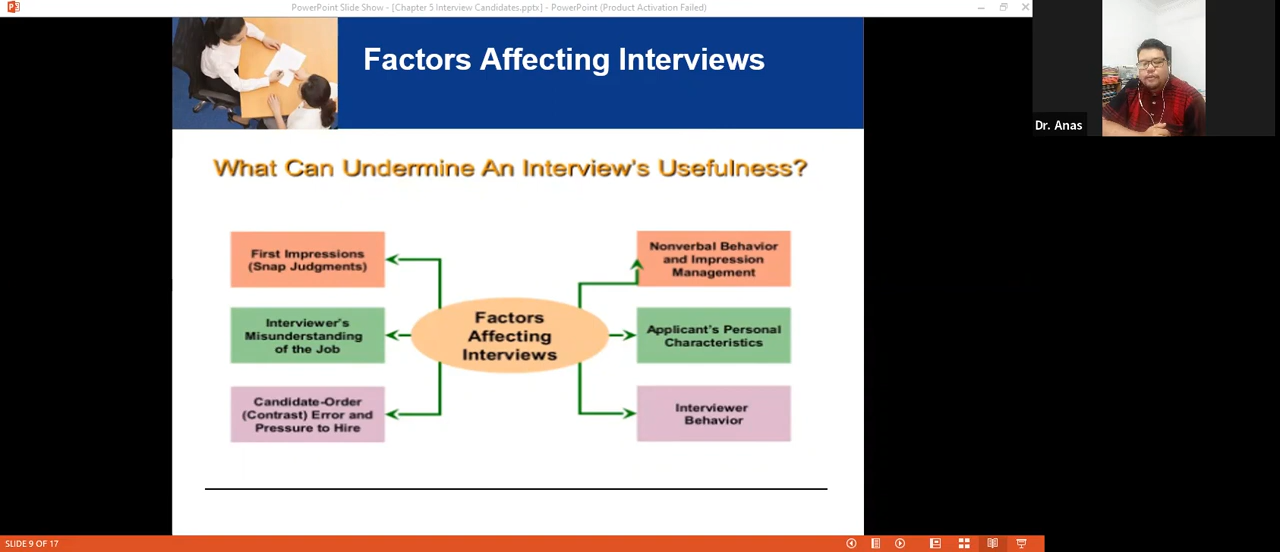 PowerPoint Slide Show - [Chapter 5 Interview Candidates.pptx] - PowerPoint (Product Activation Failed)
Factors Affecting Interviews
Dr. Anas
What Can Undermine An Interview's Usefulness?
First Impressions
(Snap Judgments)
Interviewer's
Misunderstanding
of the Job
Candidate-Order
(Contrast) Error and
Pressure to Hire
Factors
Affecting
Interviews
Nonverbal Behavior
and Impression
Management
Applicant's Personal
Characteristics
Interviewer
Behavior
SLIDE 9 OF 17